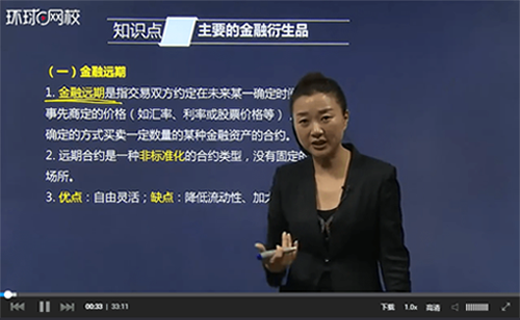 环球网校
知识点 主要的金融衍生品
（一）金融远期
1. 金融远期是指交易双方约定在未来某一确定时间
事先商定的价格（如汇率、利率或股票价格等），
确定的方式买卖一定数量的某种金融资产的合约。
2. 远期合约是一种非标准化的合约类型，没有固定的
场所。
3. 优点：自由灵活；缺点：降低流动性、加大
00:33 / 33:11 下载 1.0x 高清